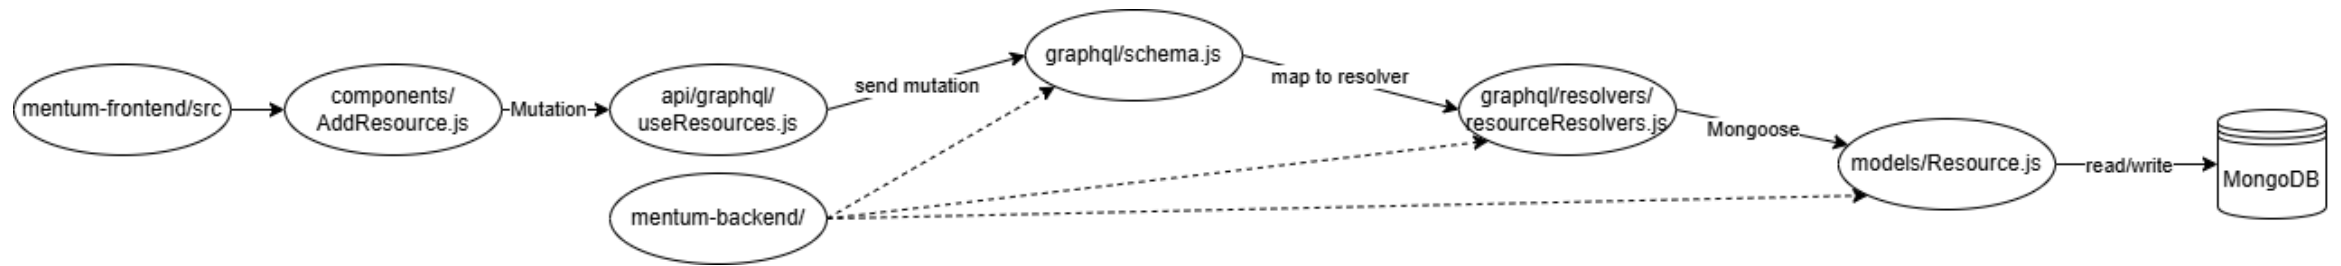 mentum-frontend/src
components/
AddResource.js
Mutation
api/graphql/
useResources.js
mentum-backend/
send mutation
graphql/schema.js
map to resolver
graphql/resolvers/
resourceResolvers.js
Mongoose
models/Resource.js
read/write
MongoDB